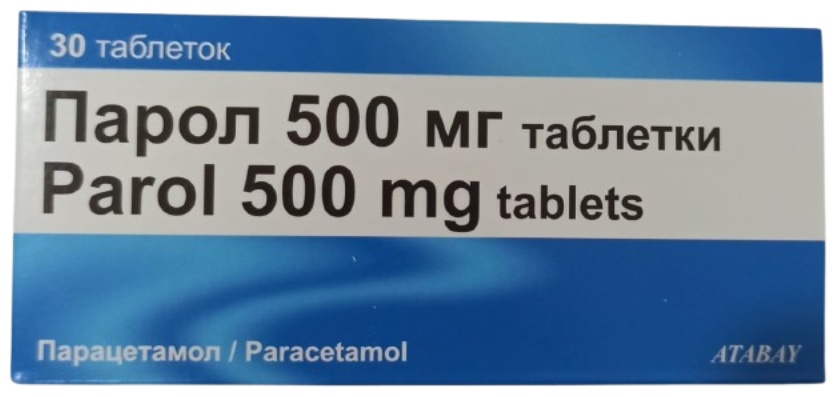 30 таблеток
Парол 500 мг таблетки
Parol 500 mg tablets
Парацетамол / Paracetamol
ATABAY